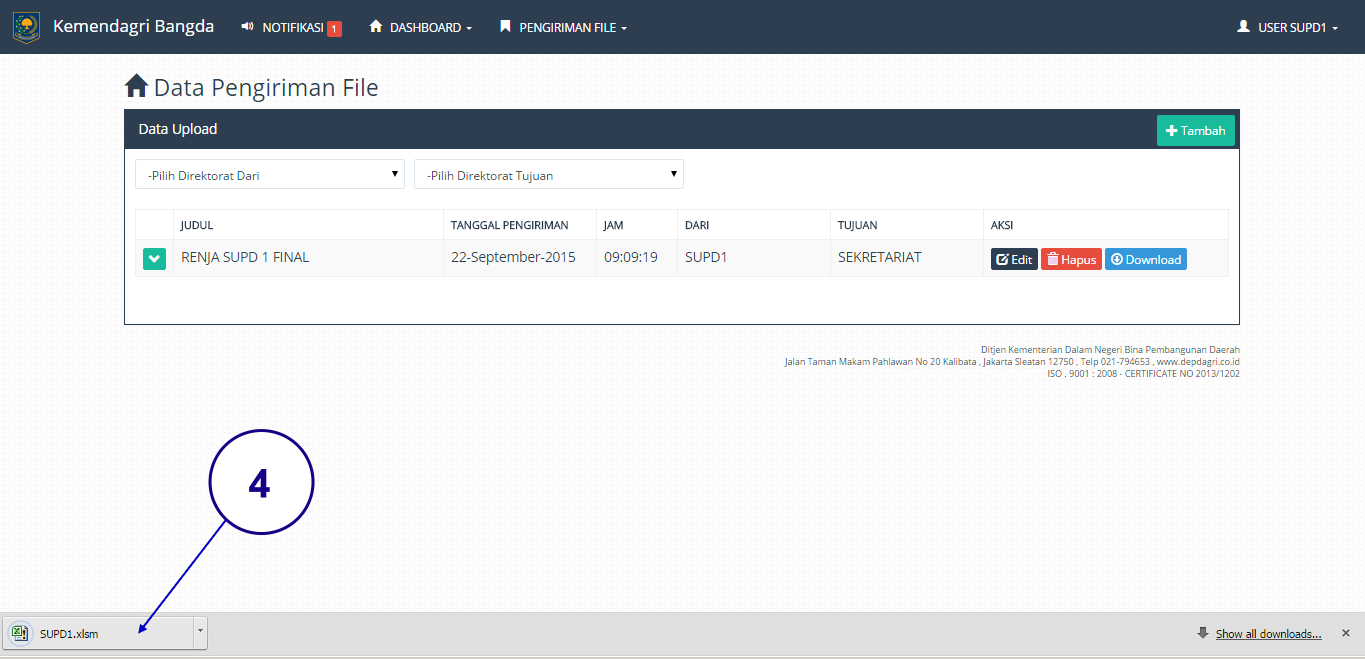 Kemendagri Bangda NOTIFIKASI 1 DASHBOARD PENGIRIMAN FILE USER SUPD1
Data Pengiriman File
Data Upload Tambah
-Pilih Direktorat Dari -Pilih Direktorat Tujuan
JUDUL TANGGAL PENGIRIMAN JAM DARI TUJUAN AKSI
RENJA SUPD 1 FINAL 22-September-2015 09:09:19 SUPD1 SEKRETARIAT Edit Hapus Download
Ditjen Kementerian Dalam Negeri Bina Pembangunan Daerah
Jalan Taman Makam Pahlawan No 20 Kalibata , Jakarta Sleatan 12750 , Telp 021-794653 , www.depdagri.co.id
ISO . 9001 : 2008 - CERTIFICATE NO 2013/1202
4
SUPD1.xlsm Show all downloads...